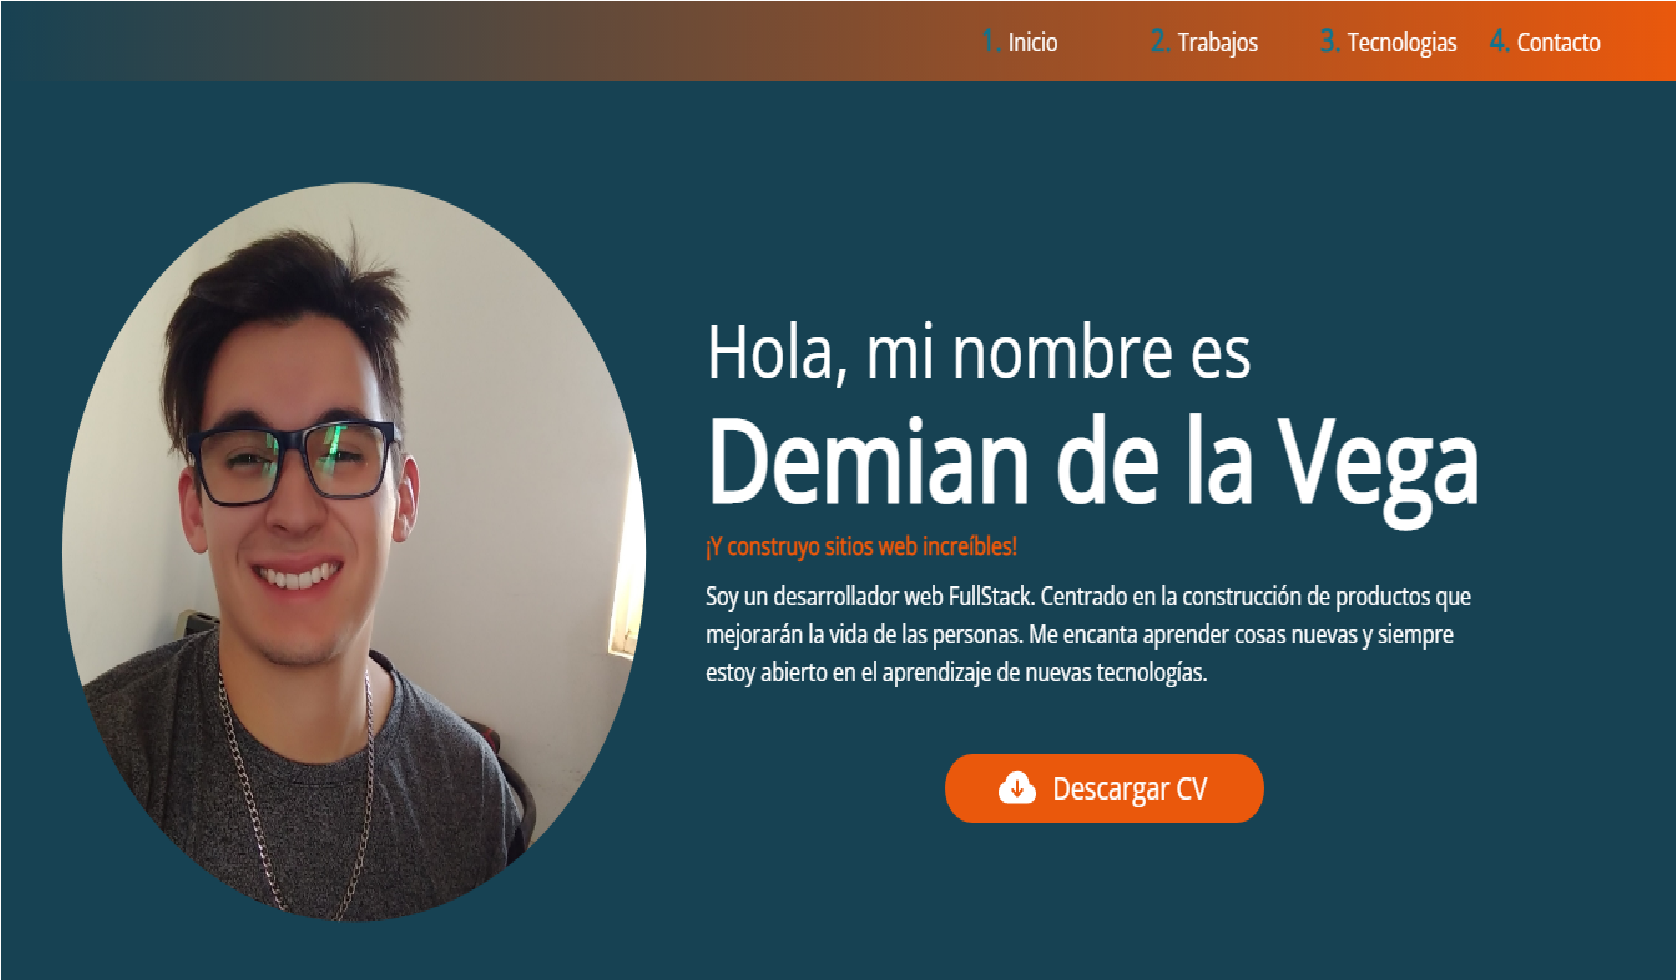 1. Inicio 2. Trabajos 3. Tecnologias 4. Contacto
Hola, mi nombre es
Demian de la Vega
¡Y construyo sitios web increíbles!
Soy un desarrollador web FullStack. Centrado en la construcción de productos que
mejorarán la vida de las personas. Me encanta aprender cosas nuevas y siempre
estoy abierto en el aprendizaje de nuevas tecnologías.
Descargar CV